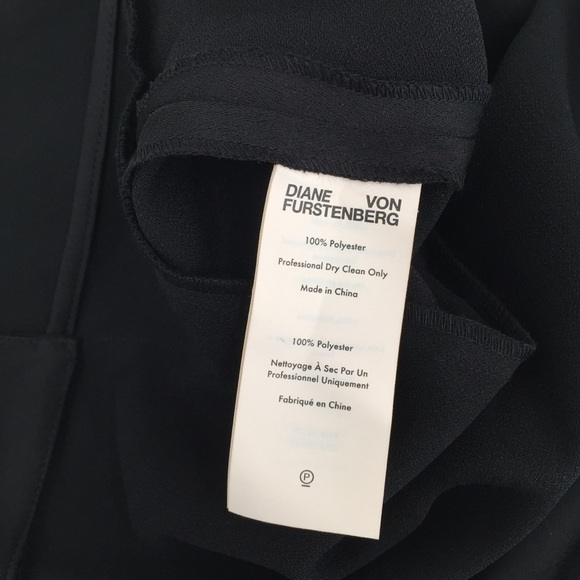 DIANE VON
FURSTENBERG
100% Polyester
Professional Dry Clean Only
Made in China
100% Polyester
Nettoyage À Sec Par Un
Professionel Uniquement
Fabriqué en Chine
P